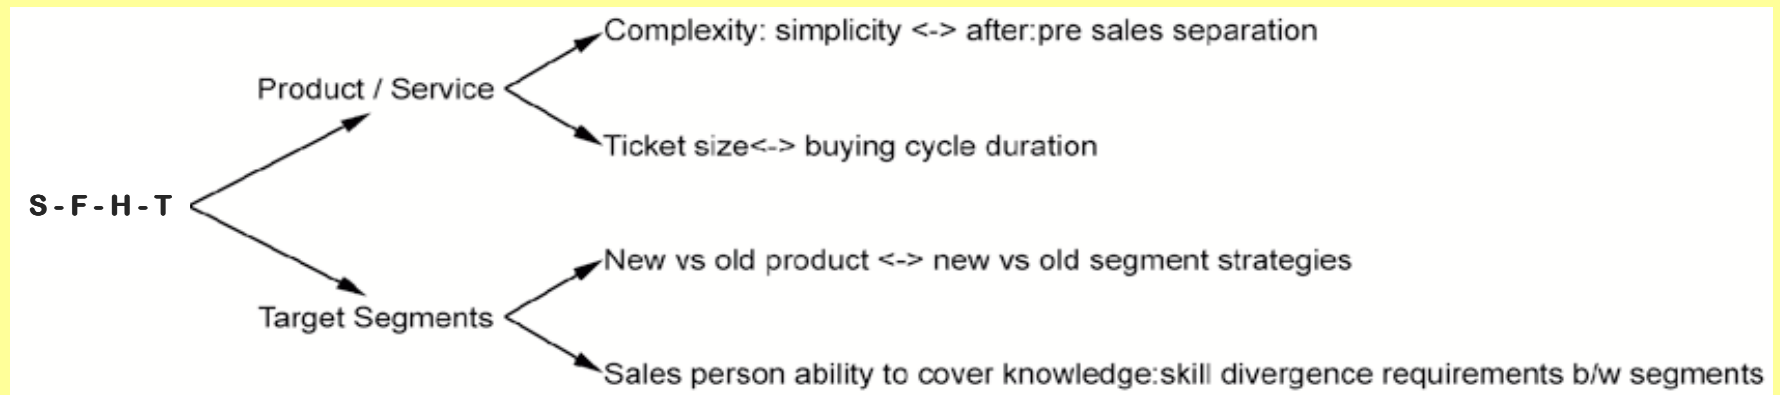 Complexity: simplicity <-> after:pre sales separation
Product / Service
Ticket size<-> buying cycle duration
S - F - H - T
New vs old product <-> new vs old segment strategies
Target Segments
Sales person ability to cover knowledge:skill divergence requirements b/w segments